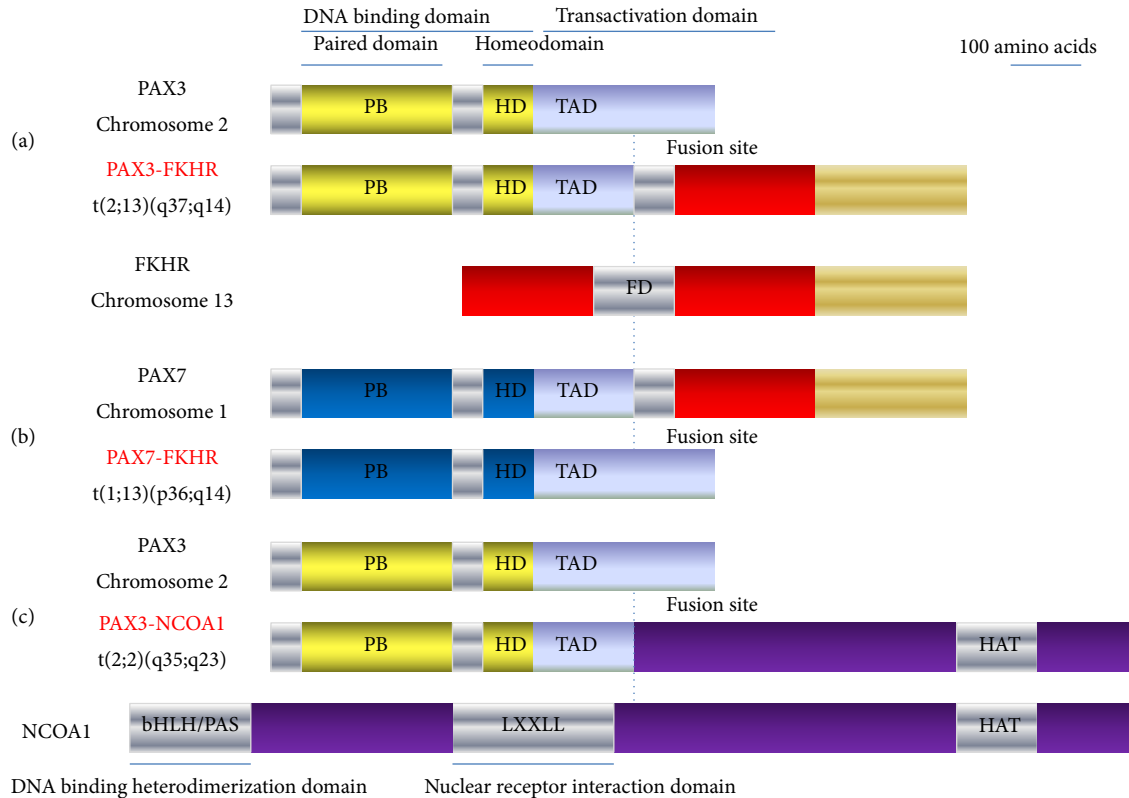 DNA binding domain
Transactivation domain
Paired domain
Homeodomain
100 amino acids
(a)
PAX3
Chromosome 2
PB
HD
TAD
Fusion site
PAX3-FKHR
t(2;13)(q37;q14)
PB
HD
TAD
FKHR
Chromosome 13
FD
(b)
PAX7
Chromosome 1
PB
HD
TAD
Fusion site
PAX7-FKHR
t(1;13)(p36;q14)
PB
HD
TAD
(c)
PAX3
Chromosome 2
PB
HD
TAD
Fusion site
PAX3-NCOA1
t(2;2)(q35;q23)
PB
HD
TAD
HAT
NCOA1
bHLH/PAS
LXXLL
HAT
DNA binding heterodimerization domain
Nuclear receptor interaction domain